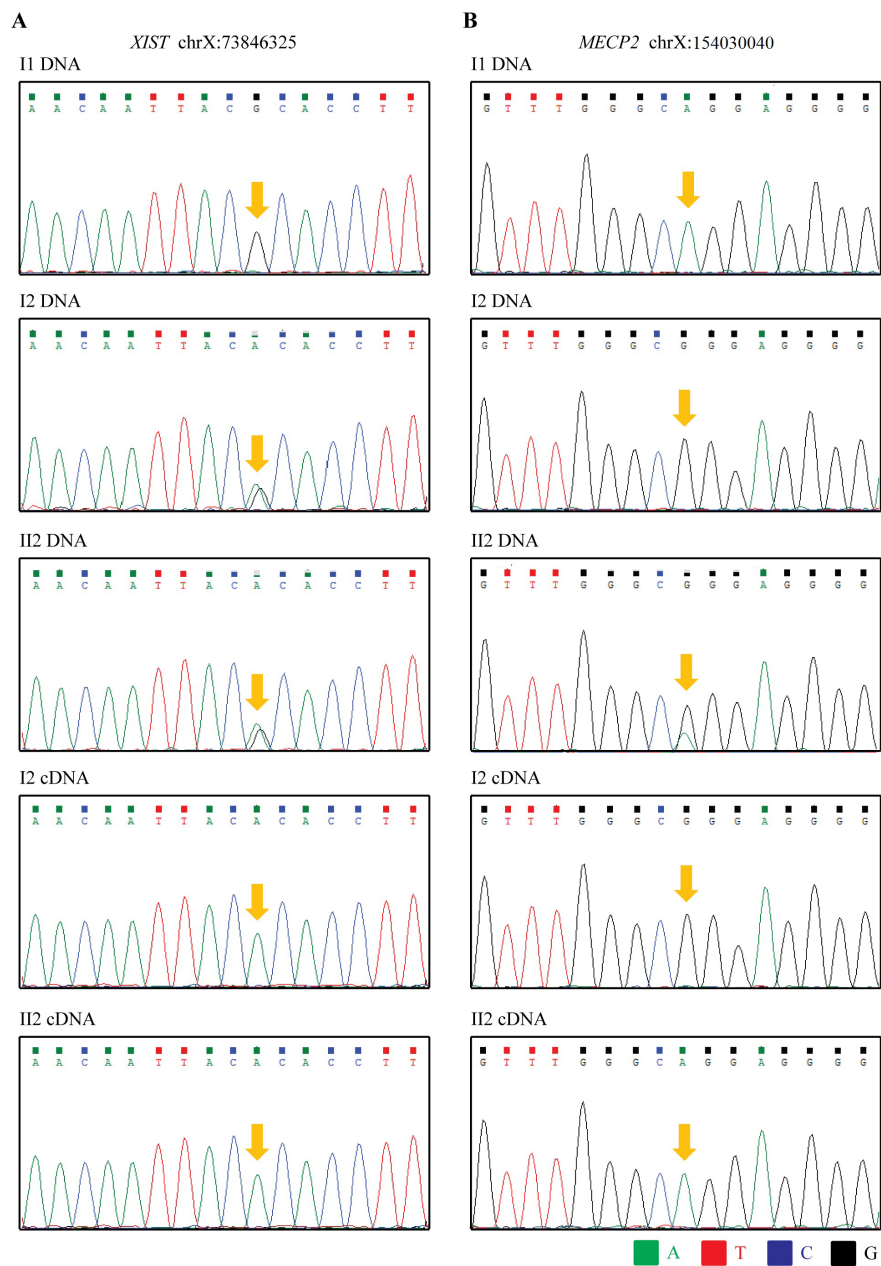 A
B
XIST chrX:73846325
MECP2 chrX:154030040
I1 DNA
A A C A A T T A C G C A C C T T
I1 DNA
G T T T G G G C A G G A G G G G
I2 DNA
A A C A A T T A C A C A C C T T
I2 DNA
G T T T G G G C G G G A G G G G
II2 DNA
A A C A A T T A C A C A C C T T
II2 DNA
G T T T G G G C G G G A G G G G
I2 cDNA
A A C A A T T A C A C A C C T T
I2 cDNA
G T T T G G G C G G G A G G G G
II2 cDNA
A A C A A T T A C A C A C C T T
II2 cDNA
G T T T G G G C A G G A G G G G
A T C G